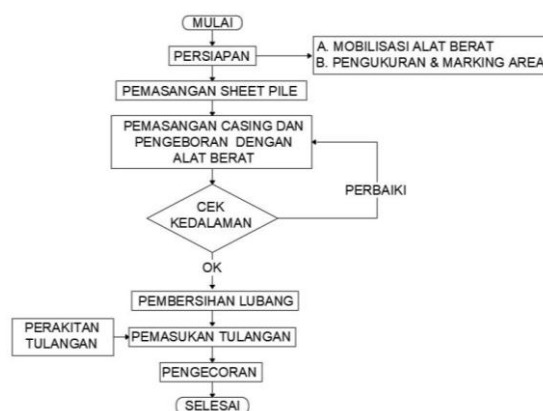 MULAI
PERSIAPAN
A. MOBILISASI ALAT BERAT
B. PENGUKURAN & MARKING AREA
PEMASANGAN SHEET PILE
PEMASANGAN CASING DAN
PENGEBORAN DENGAN
ALAT BERAT
PERBAIKI
CEK
KEDALAMAN
OK
PEMBERSIHAN LUBANG
PERAKITAN
TULANGAN
PEMASUKAN TULANGAN
PENGECORAN
SELESAI